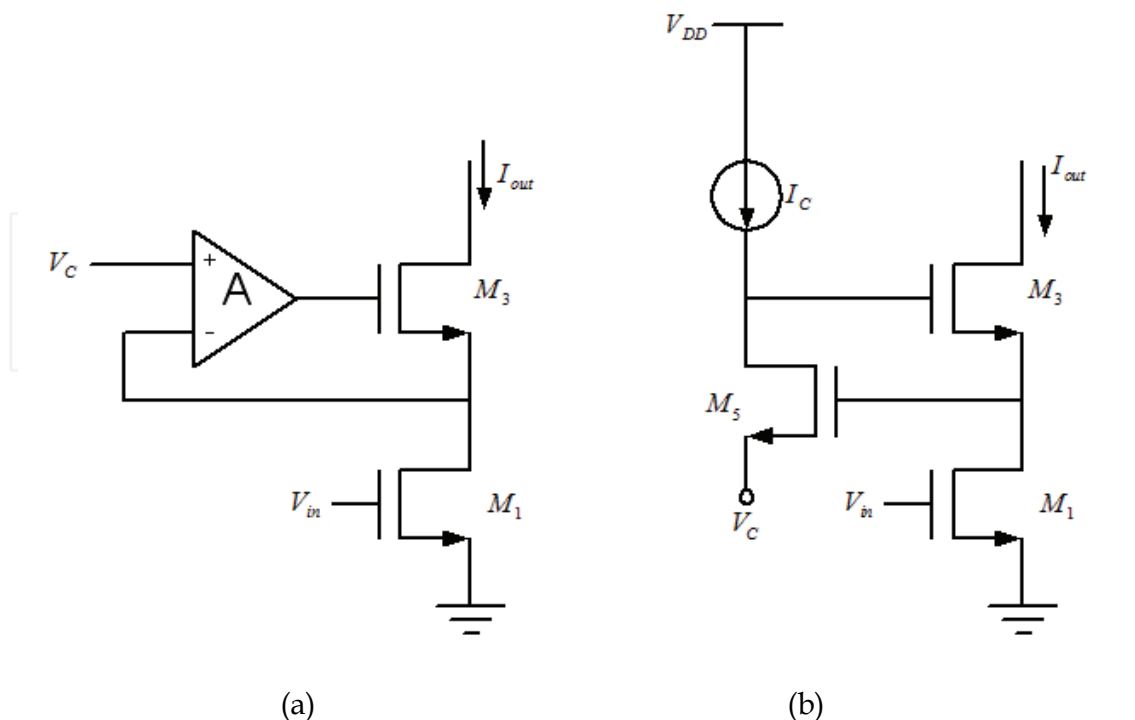 V_C
+
-
A
I_out
M_3
V_in
M_1
(a)
V_DD
I_C
I_out
M_3
M_5
V_C
V_in
M_1
(b)